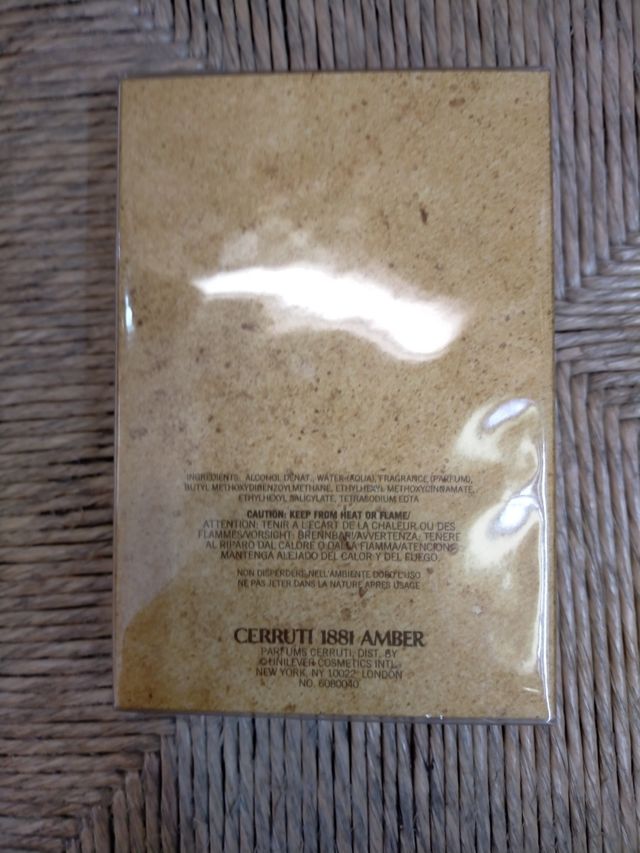 INGREDIENTS: ALCOHOL DENAT., WATER (AQUA), FRAGRANCE (PARFUM),
BUTYL METHOXYDIBENZOYLMETHANE, ETHYLHEXYL METHOXYCINNAMATE,
ETHYLHEXYL SALICYLATE, TETRASODIUM EDTA
CAUTION: KEEP FROM HEAT OR FLAME/
ATTENTION: TENIR A L'ECART DE LA CHALEUR OU DES
FLAMMES/VORSICHT: BRENNBAR/AVVERTENZA: TENERE
AL RIPARO DAL CALORE O DALLA FIAMMA/ATENCION:
MANTENGA ALEJADO DEL CALOR Y DEL FUEGO.
NON DISPERDERE NELL'AMBIENTE DOPO L'USO
NE PAS JETER DANS LA NATURE APRES USAGE
CERRUTI 1881 AMBER
PARFUMS CERRUTI, DIST. BY
©UNILEVER COSMETICS INTL.
NEW YORK, NY 10022 LONDON
NO. 6080040